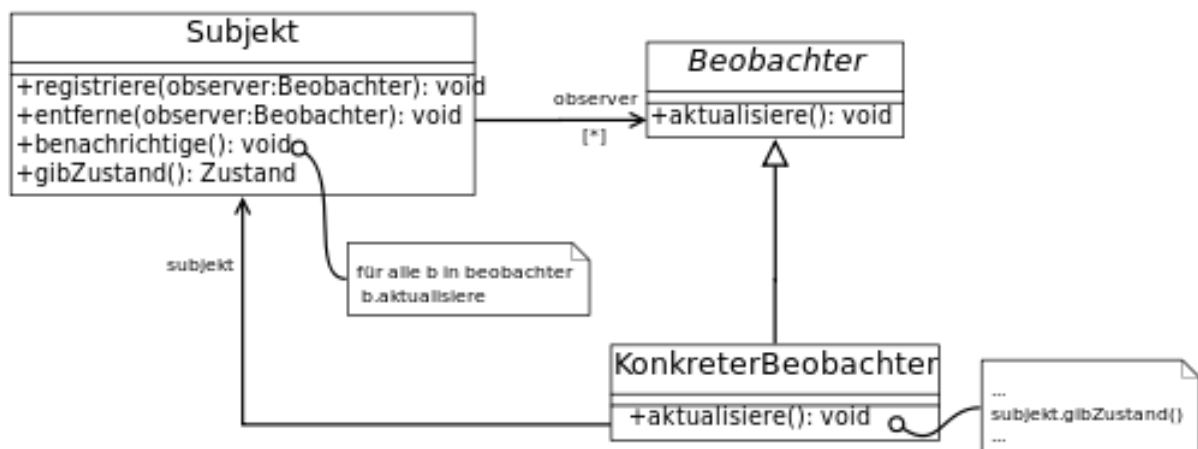 Subjekt
+registriere(observer:Beobachter): void
+entferne(observer:Beobachter): void
+benachrichtige(): void
+gibZustand(): Zustand
observer
[*]
Beobachter
+aktualisiere(): void
subjekt
für alle b in beobachter
b.aktualisiere
KonkreterBeobachter
+aktualisiere(): void
...
subjekt.gibZustand()
...